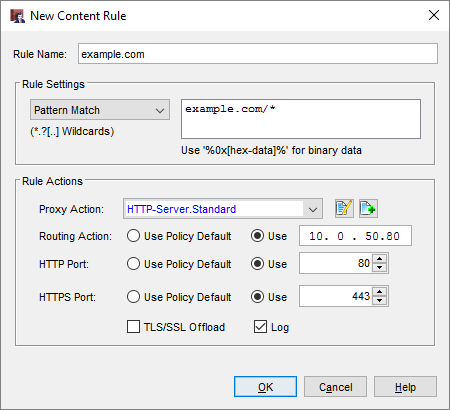 New Content Rule
Rule Name: example.com
Rule Settings
Pattern Match
example.com/*
(*.?[..] Wildcards)
Use '%0x[hex-data]%' for binary data
Rule Actions
Proxy Action: HTTP-Server.Standard
Routing Action: Use Policy Default Use 10. 0 . 50.80
HTTP Port: Use Policy Default Use 80
HTTPS Port: Use Policy Default Use 443
TLS/SSL Offload Log
OK Cancel Help